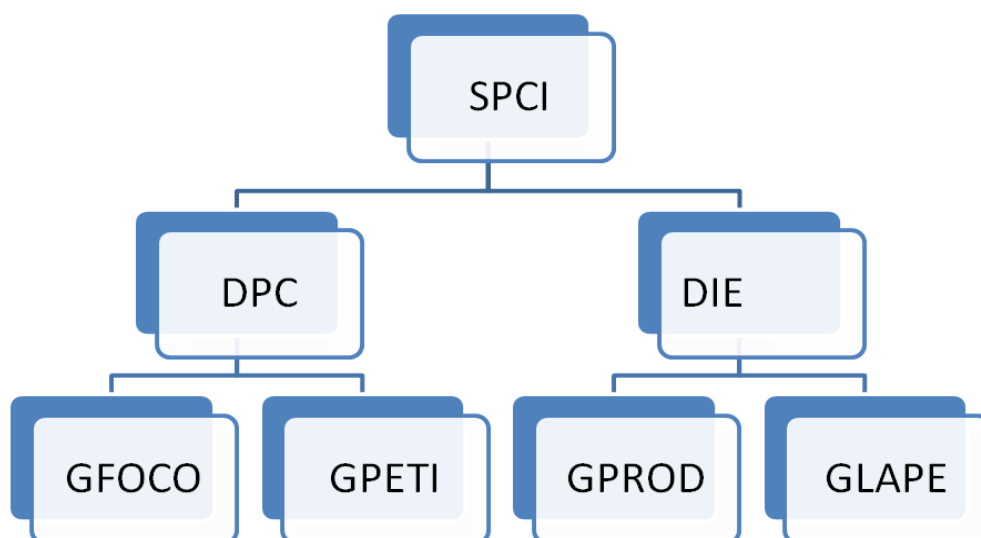 SPCI
DPC
DIE
GFOCO
GPETI
GPROD
GLAPE